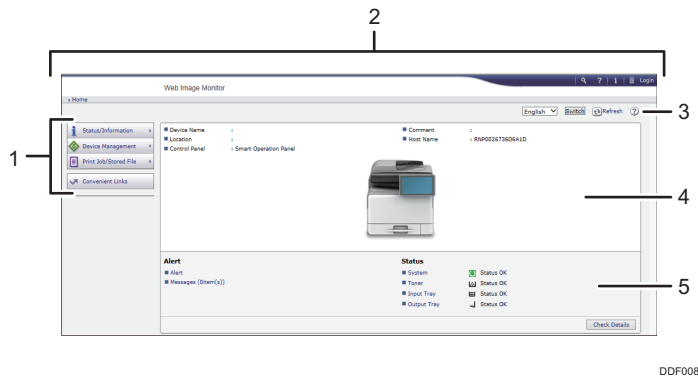 2
Login
Web Image Monitor
Home
English Switch Refresh
3
1
Status/Information
Device Management
Print Job/Stored File
Convenient Links
Device Name :
Location :
Control Panel : Smart Operation Panel
Comment :
Host Name : RNP0026736D6A1D
4
Alert
Alert
Messages (0item(s))
Status
System Status OK
Toner Status OK
Input Tray Status OK
Output Tray Status OK
5
Check Details
DDF008